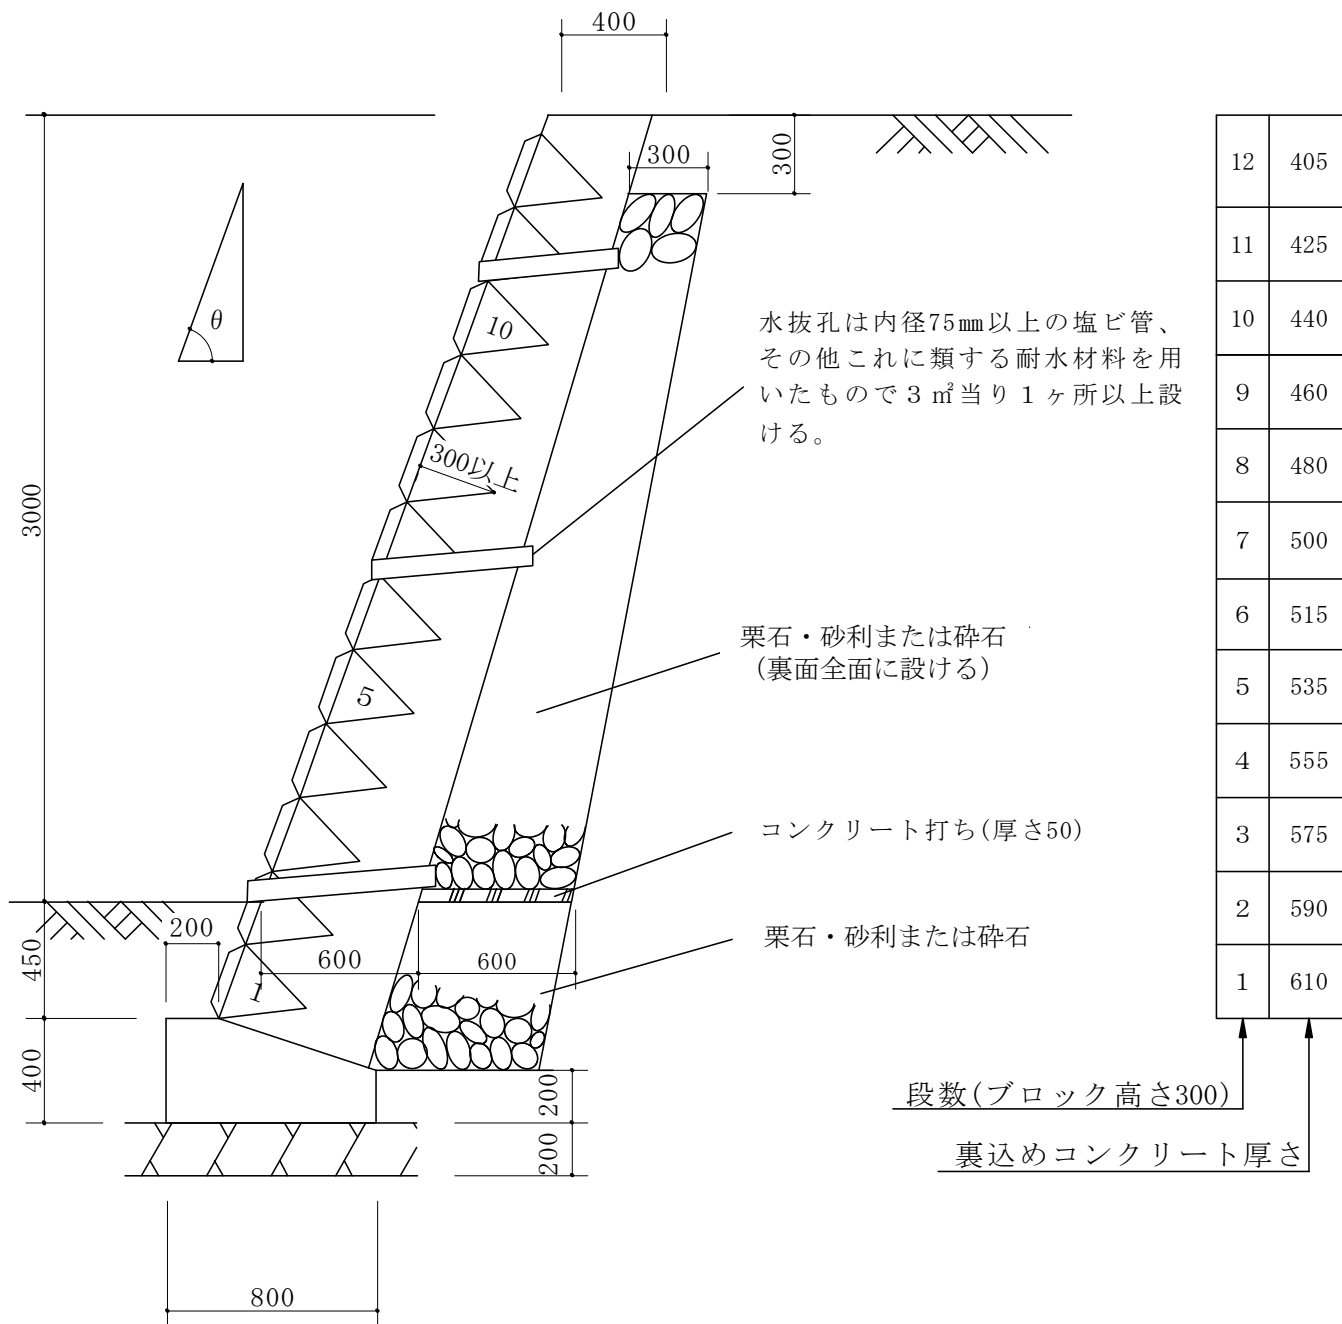 400
300
300
3000
θ
10
水抜孔は内径75㎜以上の塩ビ管、
その他これに類する耐水材料を用
いたもので３㎡当り１ヶ所以上設
ける。
300以上
栗石・砂利または砕石
(裏面全面に設ける)
5
コンクリート打ち(厚さ50)
200
450
600
600
栗石・砂利または砕石
1
400
200
200
800
12 405
11 425
10 440
9 460
8 480
7 500
6 515
5 535
4 555
3 575
2 590
1 610
段数(ブロック高さ300)
裏込めコンクリート厚さ